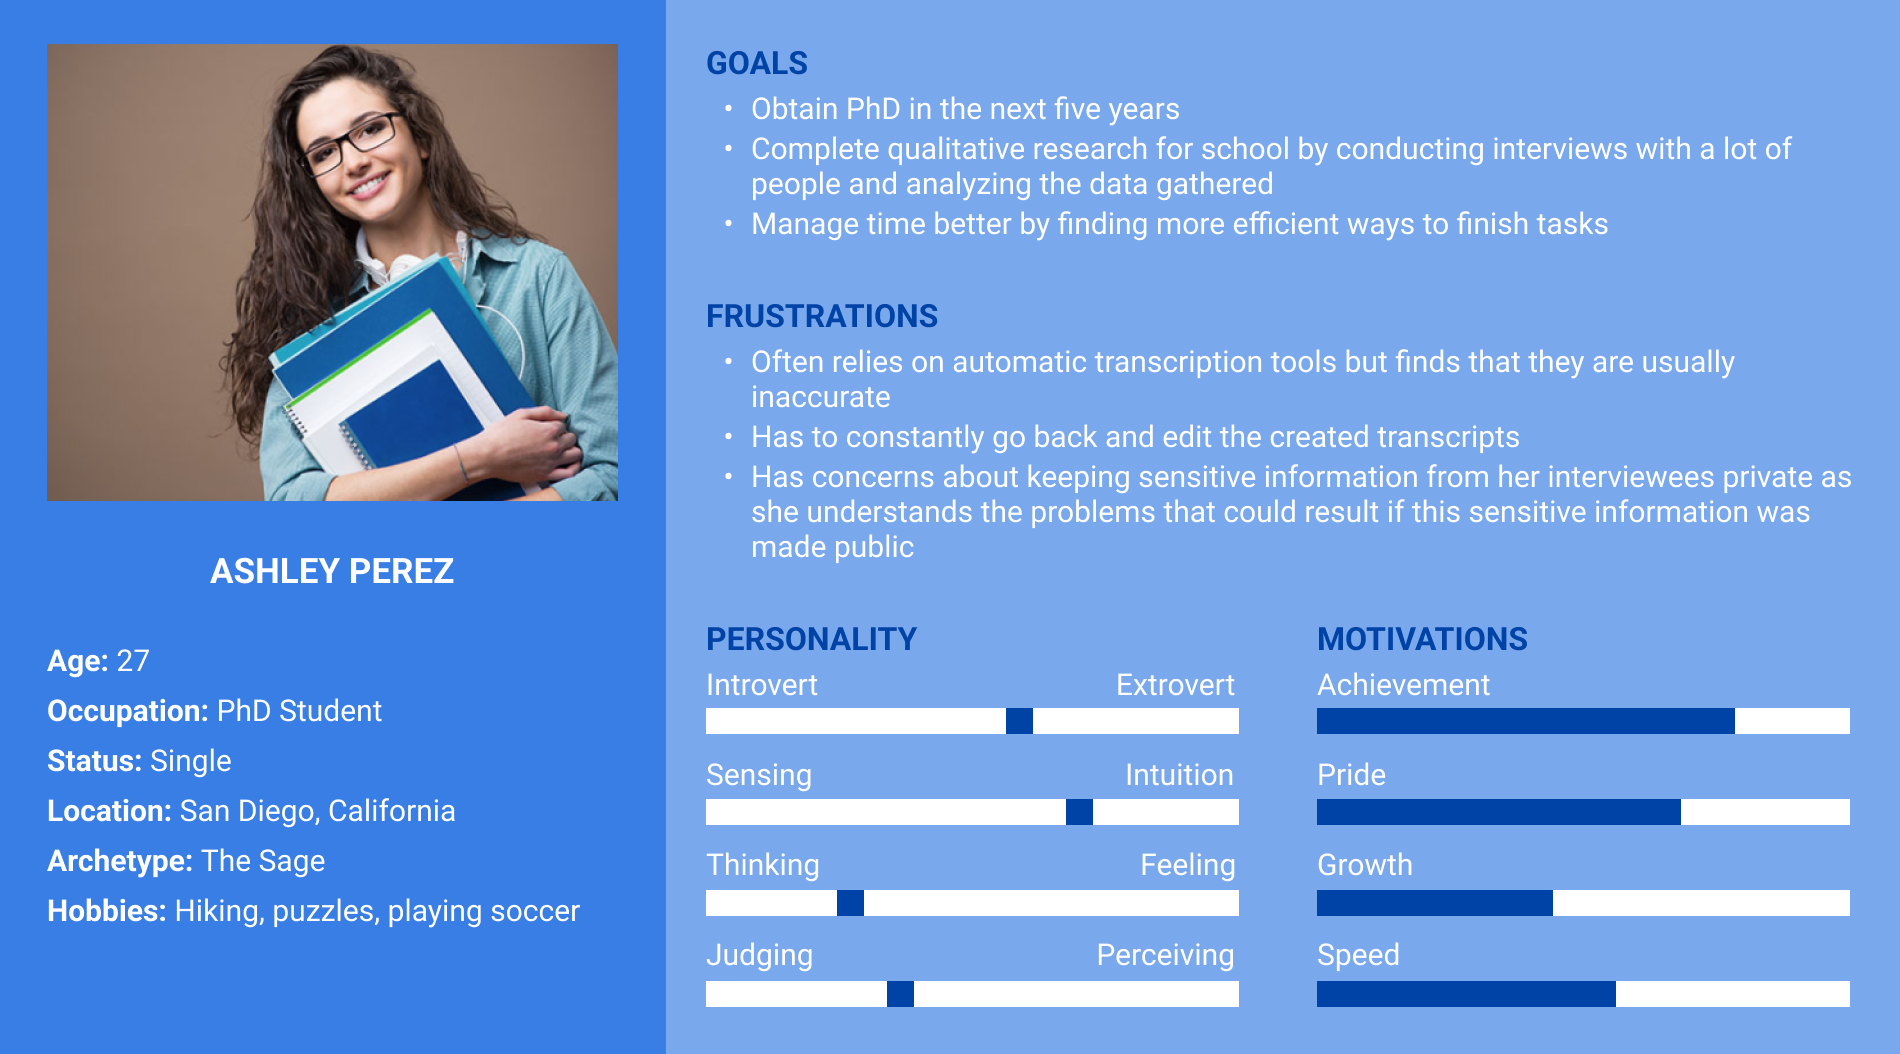 ASHLEY PEREZ
Age: 27
Occupation: PhD Student
Status: Single
Location: San Diego, California
Archetype: The Sage
Hobbies: Hiking, puzzles, playing soccer
GOALS
• Obtain PhD in the next five years
• Complete qualitative research for school by conducting interviews with a lot of
people and analyzing the data gathered
• Manage time better by finding more efficient ways to finish tasks
FRUSTRATIONS
• Often relies on automatic transcription tools but finds that they are usually
inaccurate
• Has to constantly go back and edit the created transcripts
• Has concerns about keeping sensitive information from her interviewees private as
she understands the problems that could result if this sensitive information was
made public
PERSONALITY
Introvert Extrovert
Sensing Intuition
Thinking Feeling
Judging Perceiving
MOTIVATIONS
Achievement
Pride
Growth
Speed